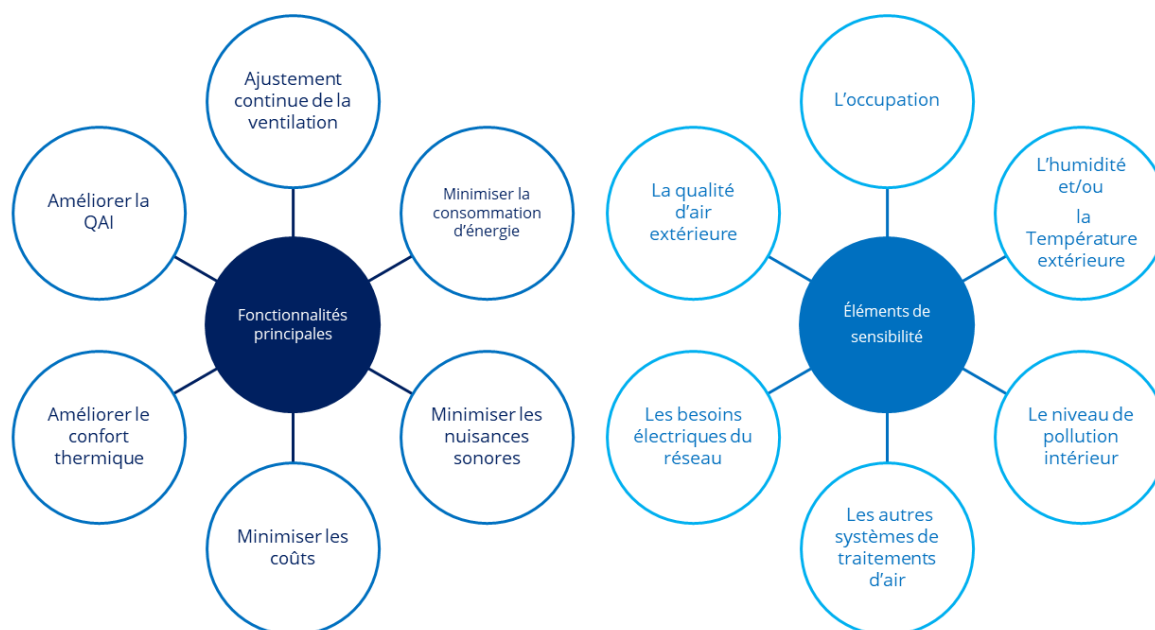 Ajustement
continue de la
ventilation
Minimiser la
consommation
d'énergie
Minimiser les
nuisances
sonores
Minimiser les
coûts
Améliorer le
confort
thermique
Améliorer la
QAI
Fonctionnalités
principales
L'occupation
L'humidité
et/ou
la
Température
extérieure
Le niveau de
pollution
intérieur
Les autres
systèmes de
traitements
d'air
Les besoins
électriques du
réseau
La qualité
d'air
extérieure
Éléments de
sensibilité